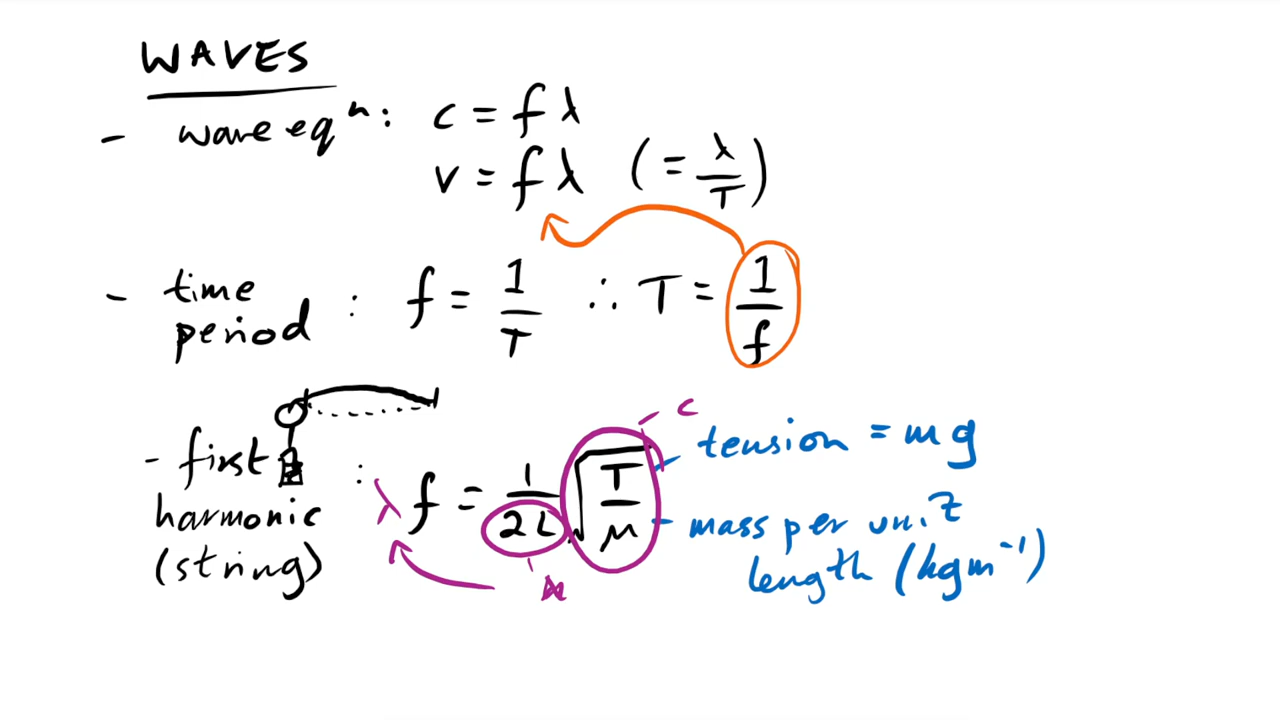 WAVES
- wave eqⁿ: c = fλ
v = fλ (= λ/T)
- time period : f = 1/T ∴ T = 1/f
- first harmonic (string) : λ f = 1/2L √(T/μ)
c
tension = mg
mass per unit length (kgm⁻¹)